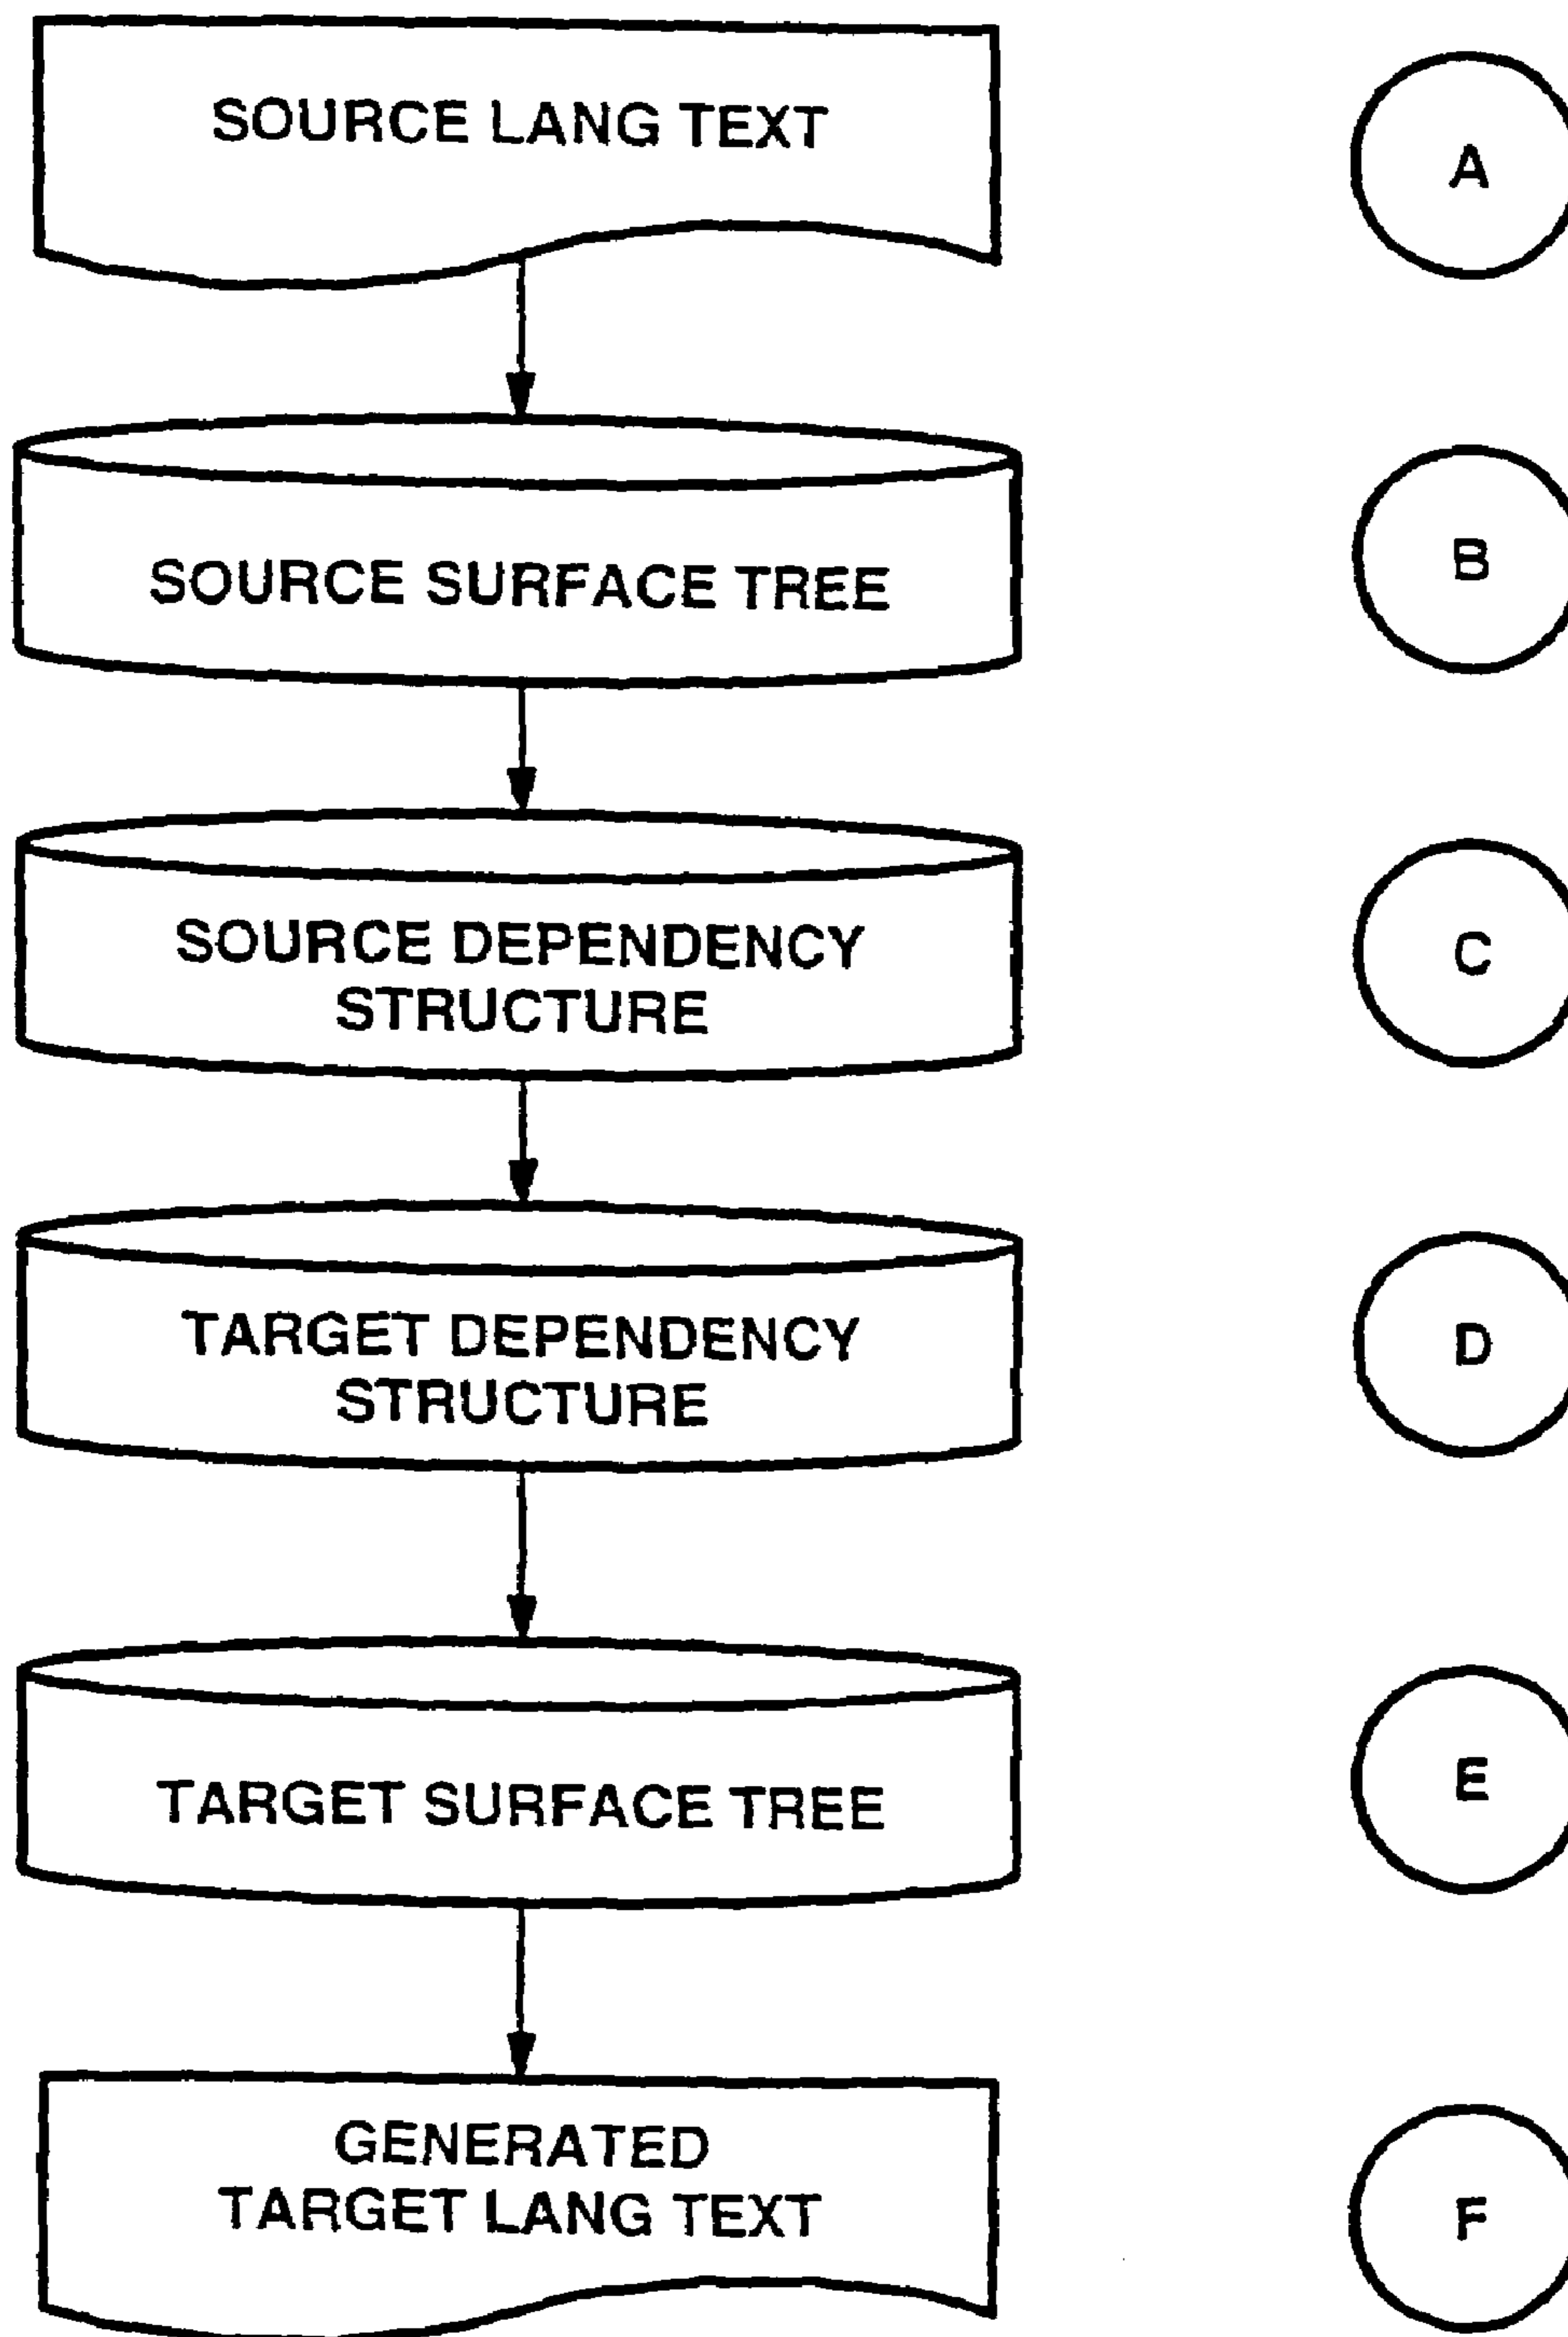 SOURCE LANG TEXT
A
SOURCE SURFACE TREE
B
SOURCE DEPENDENCY
STRUCTURE
C
TARGET DEPENDENCY
STRUCTURE
D
TARGET SURFACE TREE
E
GENERATED
TARGET LANG TEXT
F